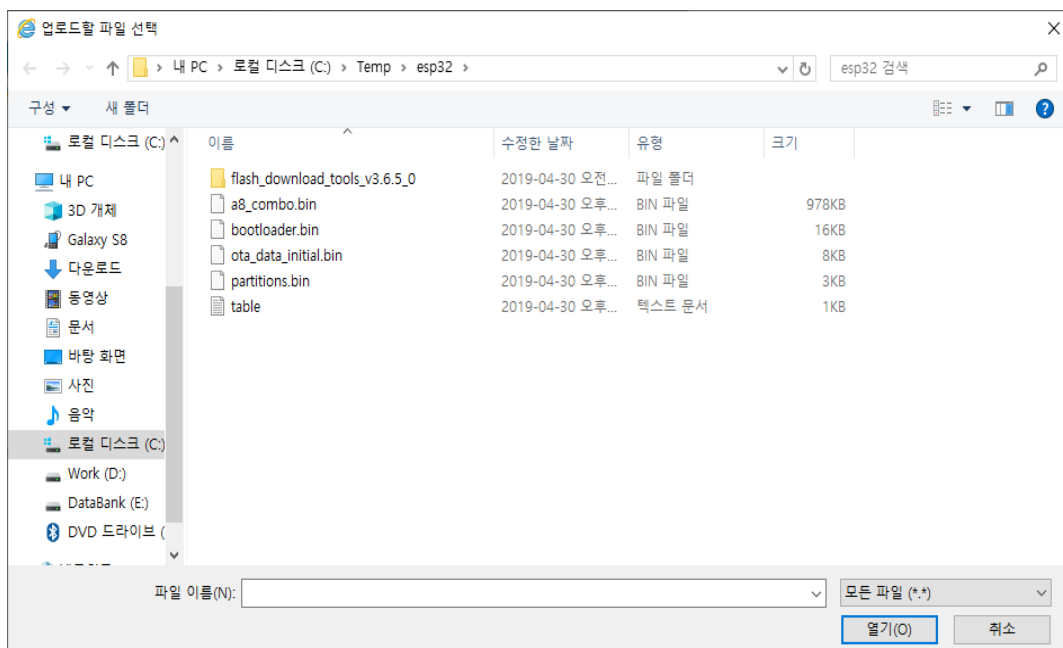 업로드할 파일 선택
내 PC › 로컬 디스크 (C:) › Temp › esp32 ›
esp32 검색
구성 새 폴더
로컬 디스크 (C:)
내 PC
3D 개체
Galaxy S8
다운로드
동영상
문서
바탕 화면
사진
음악
로컬 디스크 (C:)
Work (D:)
DataBank (E:)
DVD 드라이브 (
이름 수정한 날짜 유형 크기
flash_download_tools_v3.6.5_0 2019-04-30 오전... 파일 폴더
a8_combo.bin 2019-04-30 오후... BIN 파일 978KB
bootloader.bin 2019-04-30 오후... BIN 파일 16KB
ota_data_initial.bin 2019-04-30 오후... BIN 파일 8KB
partitions.bin 2019-04-30 오후... BIN 파일 3KB
table 2019-04-30 오후... 텍스트 문서 1KB
파일 이름(N):
모든 파일 (*.*)
열기(O) 취소